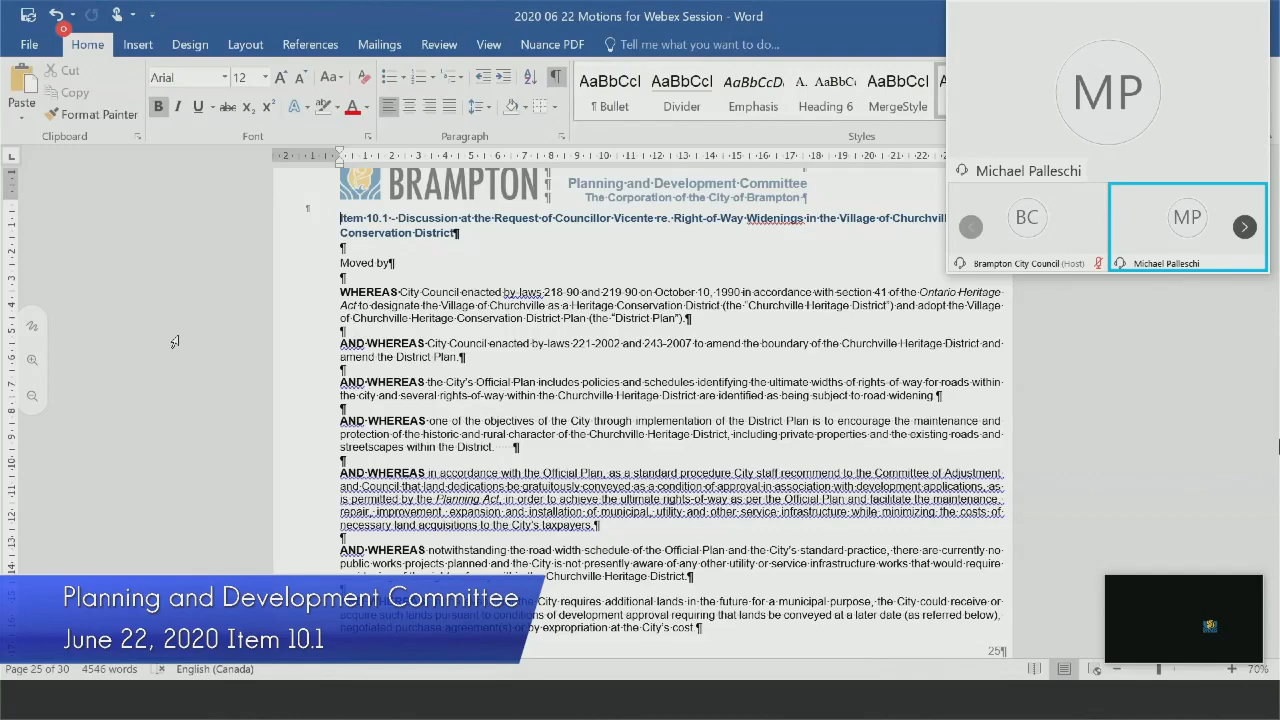 2020 06 22 Motions for Webex Session - Word
File Home Insert Design Layout References Mailings Review View Nuance PDF Tell me what you want to do...
Paste
Cut
Copy
Format Painter
Arial 12
AaBbCcI AaBbCcI AaBbCcDc A. AaBbC AaBbCcI
¶ Bullet Divider Emphasis Heading 6 MergeStyle
Clipboard Font Paragraph Styles
MP
Michael Palleschi
BC
Brampton City Council (Host)
MP
Michael Palleschi
BRAMPTON
Planning and Development Committee
The Corporation of the City of Brampton
Item 10.1 - Discussion at the Request of Councillor Vicente re. Right-of-Way Widenings in the Village of Churchvill
Conservation District
Moved by
WHEREAS City Council enacted by-laws 218-90 and 219-90 on October 10, 1990 in accordance with section 41 of the Ontario Heritage
Act to designate the Village of Churchville as a Heritage Conservation District (the "Churchville Heritage District") and adopt the Village
of Churchville Heritage Conservation District Plan (the "District Plan").
AND WHEREAS City Council enacted by-laws 221-2002 and 243-2007 to amend the boundary of the Churchville Heritage District and
amend the District Plan.
AND WHEREAS the City's Official Plan includes policies and schedules identifying the ultimate widths of rights-of-way for roads within
the city and several rights-of-way within the Churchville Heritage District are identified as being subject to road widening.
AND WHEREAS one of the objectives of the City through implementation of the District Plan is to encourage the maintenance and
protection of the historic and rural character of the Churchville Heritage District, including private properties and the existing roads and
streetscapes within the District.
AND WHEREAS in accordance with the Official Plan, as a standard procedure City staff recommend to the Committee of Adjustment
and Council that land dedications be gratuitously conveyed as a condition of approval in association with development applications, as
is permitted by the Planning Act, in order to achieve the ultimate rights-of-way as per the Official Plan and facilitate the maintenance,
repair, improvement, expansion and installation of municipal, utility and other service infrastructure while minimizing the costs of
necessary land acquisitions to the City's taxpayers.
AND WHEREAS notwithstanding the road width schedule of the Official Plan and the City's standard practice, there are currently no
public works projects planned and the City is not presently aware of any other utility or service infrastructure works that would require
Churchville Heritage District.
the City requires additional lands in the future for a municipal purpose, the City could receive or
acquire such lands pursuant to conditions of development approval requiring that lands be conveyed at a later date (as referred below),
negotiated purchase agreement(s) or by expropriation at the City's cost
25
Planning and Development Committee
June 22, 2020 Item 10.1
Page 25 of 30 4546 words English (Canada) 70%